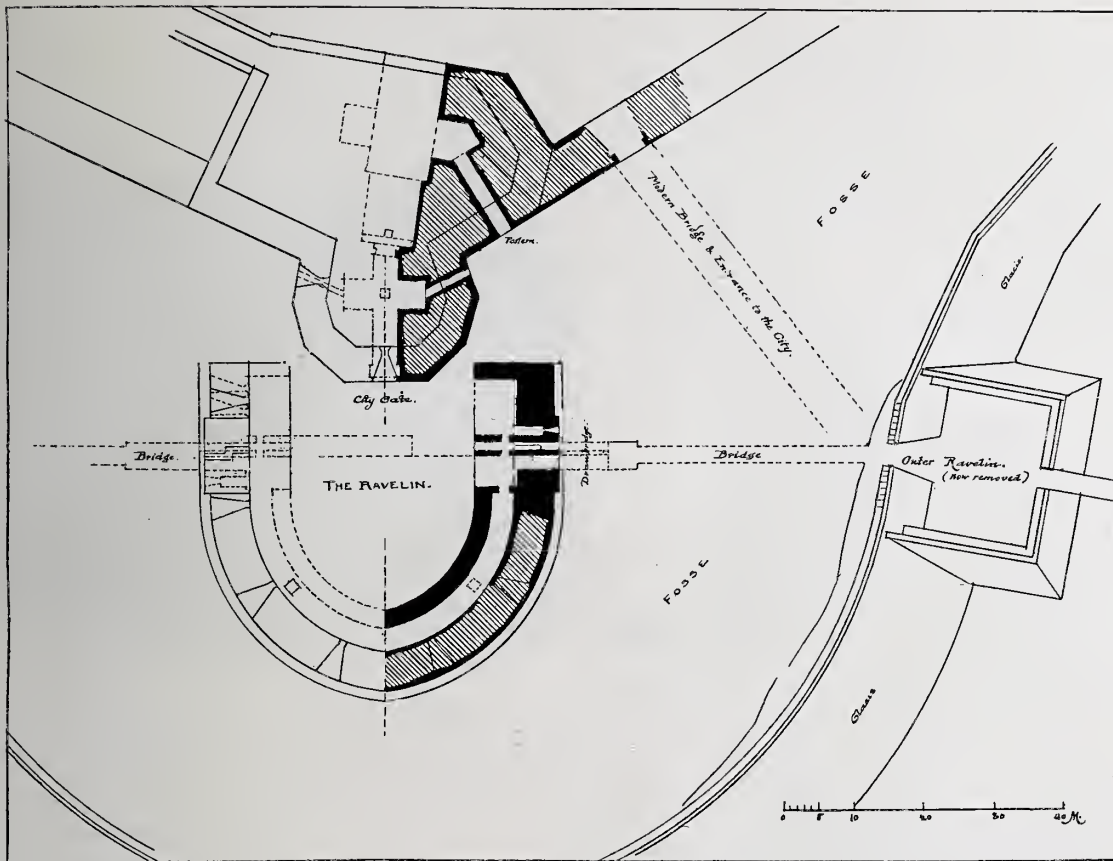 FOSSE
Postern.
Modern Bridge & Entrance to the City.
Glacis.
City Gate.
Bridge.
Drawbridge
Bridge
Outer Ravelin.
(now removed)
THE RAVELIN.
FOSSE
Glacis
0 5 10 20 30 40 M.